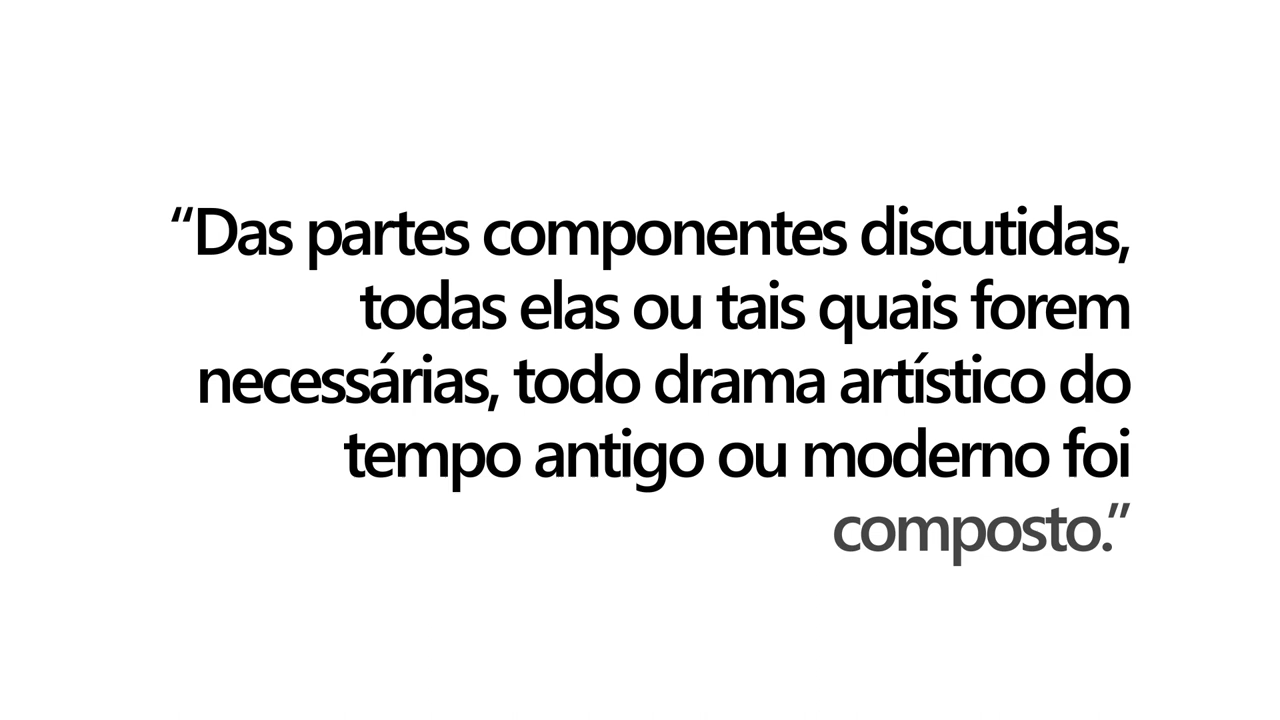 “Das partes componentes discutidas,
todas elas ou tais quais forem
necessárias, todo drama artístico do
tempo antigo ou moderno foi
composto.”